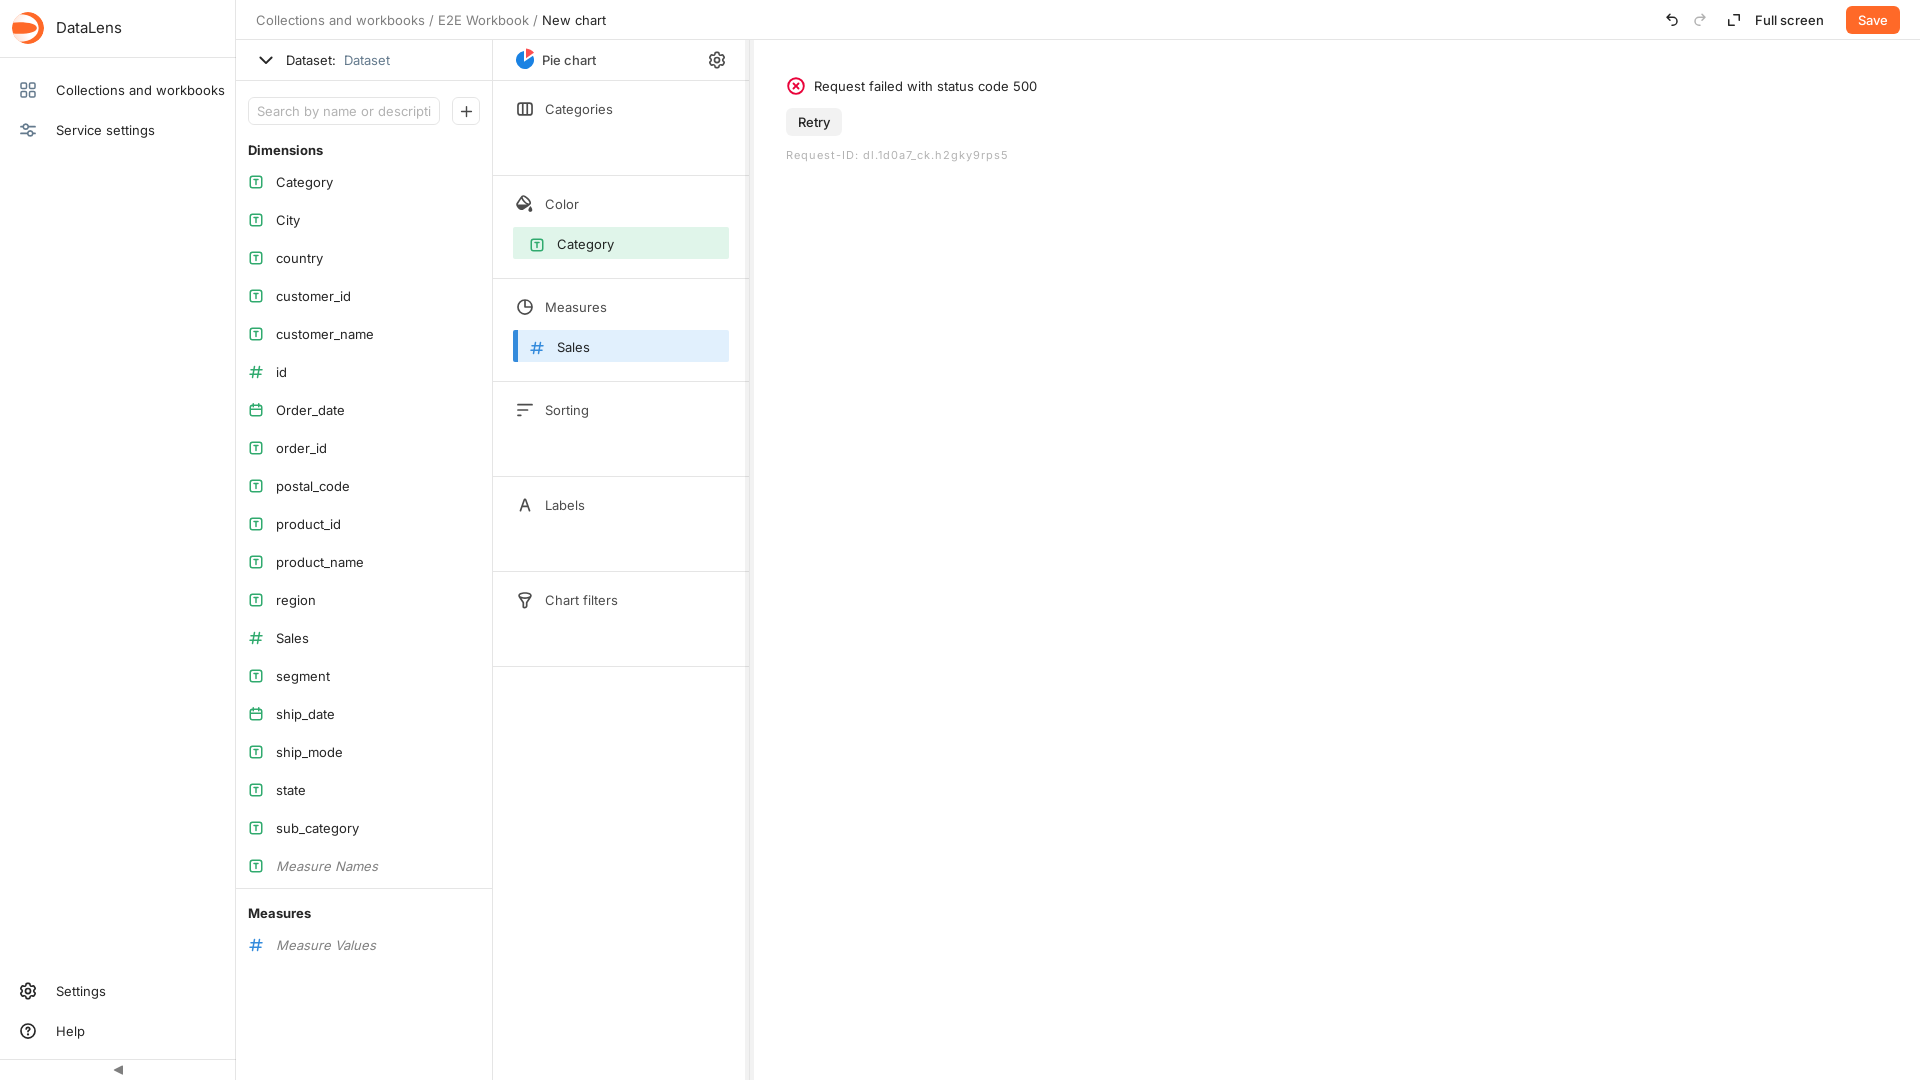 DataLens
Collections and workbooks
Service settings
Settings
Help
Collections and workbooks / E2E Workbook / New chart
Full screen
Save
Dataset: Dataset
Search by name or descripti
Dimensions
Category
City
country
customer_id
customer_name
id
Order_date
order_id
postal_code
product_id
product_name
region
Sales
segment
ship_date
ship_mode
state
sub_category
Measure Names
Measures
Measure Values
Pie chart
Categories
Color
Category
Measures
Sales
Sorting
Labels
Chart filters
Request failed with status code 500
Retry
Request-ID: dl.1d0a7_ck.h2gky9rps5